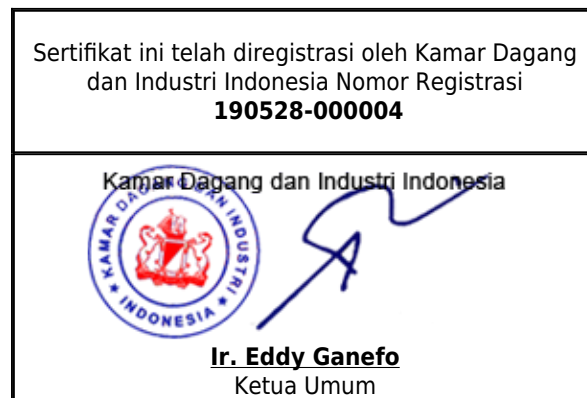 Sertifikat ini telah diregistrasi oleh Kamar Dagang
dan Industri Indonesia Nomor Registrasi
190528-000004
Kamar Dagang dan Industri Indonesia
KAMAR DAGANG DAN INDUSTRI
INDONESIA
Ir. Eddy Ganefo
Ketua Umum